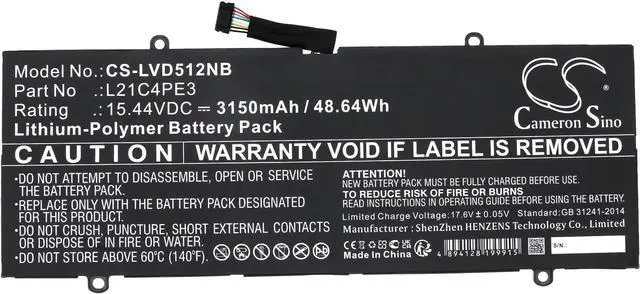 Model No.: CS-LVD512NB
Part No : L21C4PE3
Rating : 15.44VDC ⎓ 3150mAh / 48.64Wh
Lithium-Polymer Battery Pack
CS
Cameron Sino
CAUTION WARRANTY VOID IF LABEL IS REMOVED
•DO NOT ATTEMPT TO DISASSEMBLE, OPEN OR SERVICE
THE BATTERY PACK
•REPLACE ONLY WITH THE BATTERY PACK DESIGNATED
FOR THIS PRODUCT
•DO NOT CRUSH, PUNCTURE, SHORT EXTERNAL CONTACTS
OR DISPOSE OF IN FIRE OR WATER
•DO NOT STORE ABOVE 60°C (140°F).
ATTENTION!
NEW BATTERY PACK MUST BE FULLY CHARGED BEFORE USE
TO REDUCE RISK OF FIRE OR BURNS
READ INSTRUCTIONS IN OPERATING GUIDE BEFORE USING BATTERY
Limited Charge Voltage:17.6V± 0.05V Standard:GB 31241-2014
Manufacturer : ShenZhen HENZENS Technology Co., Limited.
4 894128 199915
S/N.: